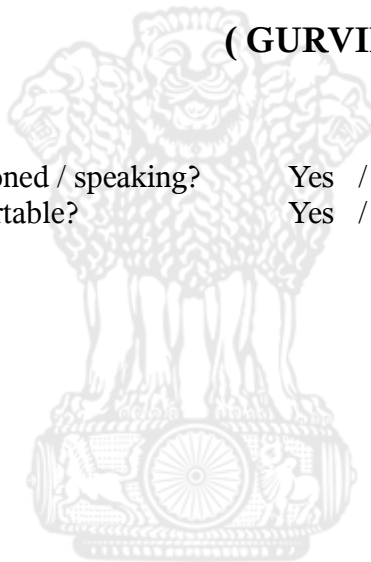 ( GURVI
oned / speaking? Yes /
rtable? Yes /